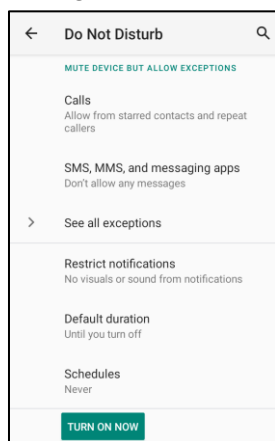 Do Not Disturb
MUTE DEVICE BUT ALLOW EXCEPTIONS
Calls
Allow from starred contacts and repeat
callers
SMS, MMS, and messaging apps
Don't allow any messages
See all exceptions
Restrict notifications
No visuals or sound from notifications
Default duration
Until you turn off
Schedules
Never
TURN ON NOW